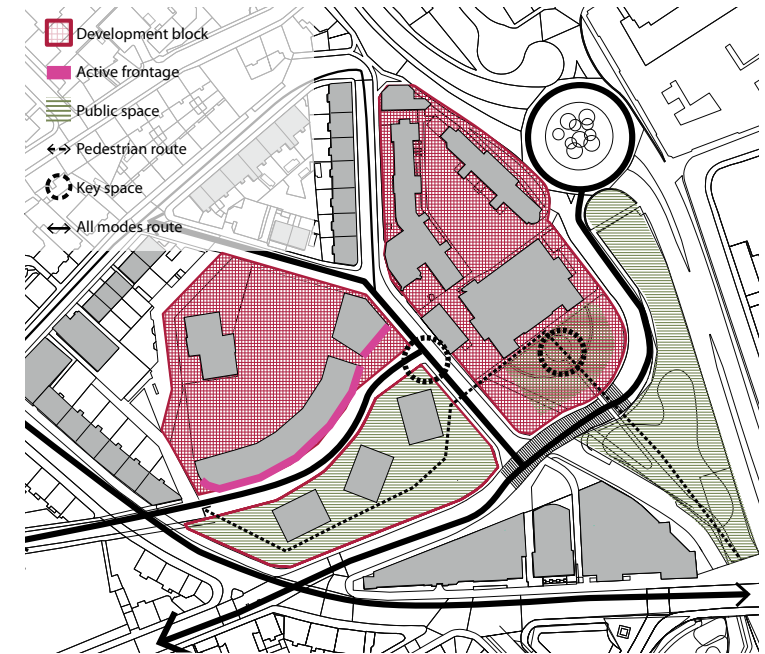 Development block
Active frontage
Public space
Pedestrian route
Key space
All modes route